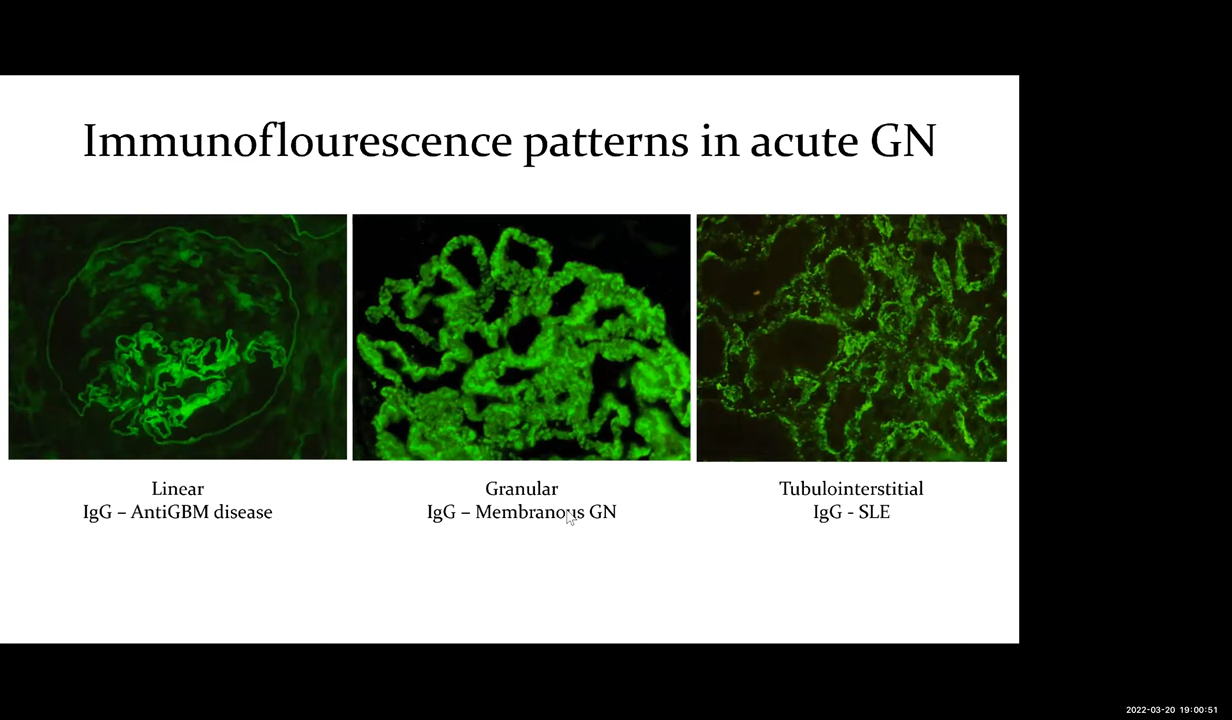 Immunoflourescence patterns in acute GN
Linear
IgG – AntiGBM disease
Granular
IgG – Membranous GN
Tubulointerstitial
IgG - SLE
2022-03-20 19:00:51